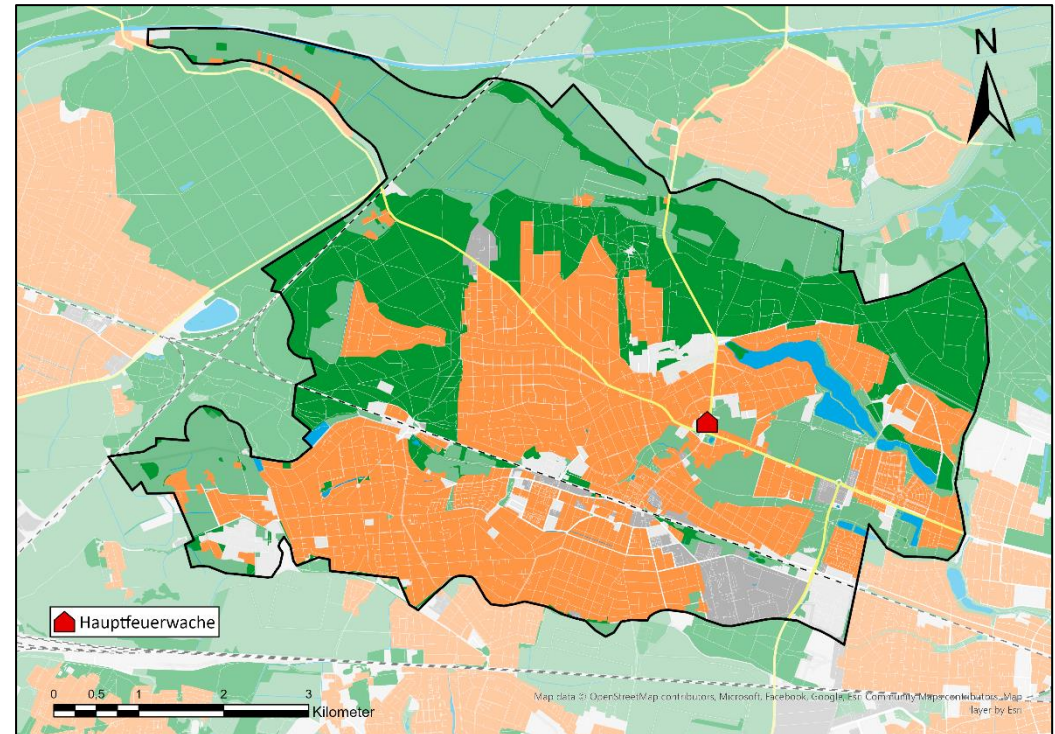 N
Hauptfeuerwache
0 0,5 1 2 3
Kilometer
Map data © OpenStreetMap contributors, Microsoft, Facebook, Google, Esri Community Maps contributors, Map
layer by Esri